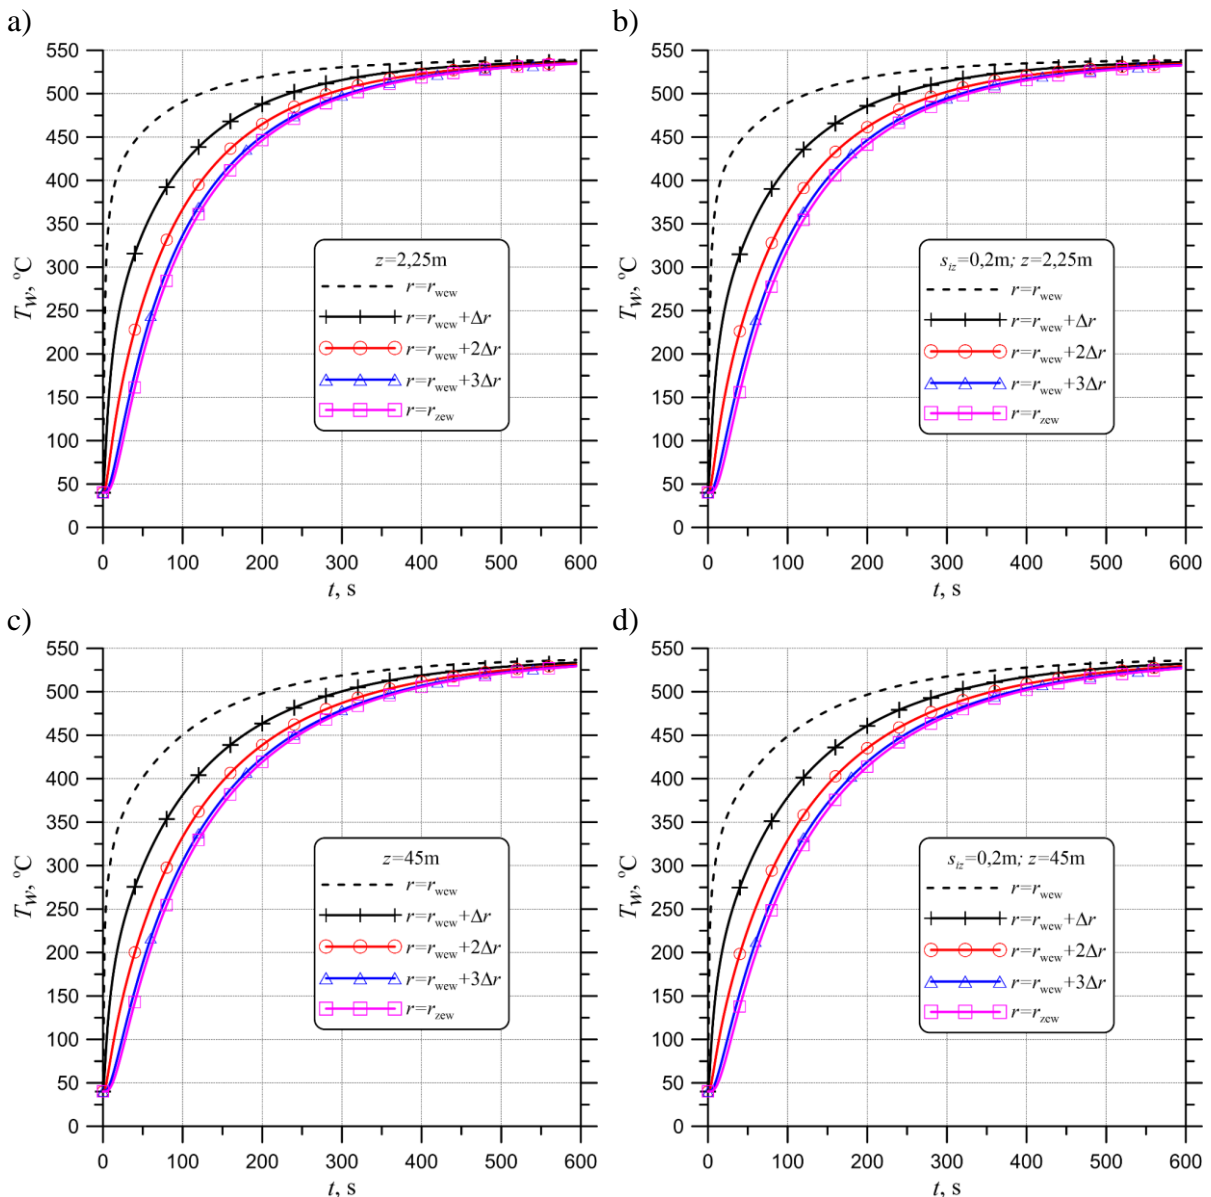 a)
550
500
450
400
350
300
250
200
150
100
50
0
T_w, °C
z=2,25m
r=r_wew
r=r_wew+Δr
r=r_wew+2Δr
r=r_wew+3Δr
r=r_zew
0 100 200 300 400 500 600
t, s
b)
550
500
450
400
350
300
250
200
150
100
50
0
T_w, °C
s_iz=0,2m; z=2,25m
r=r_wew
r=r_wew+Δr
r=r_wew+2Δr
r=r_wew+3Δr
r=r_zew
0 100 200 300 400 500 600
t, s
c)
550
500
450
400
350
300
250
200
150
100
50
0
T_w, °C
z=45m
r=r_wew
r=r_wew+Δr
r=r_wew+2Δr
r=r_wew+3Δr
r=r_zew
0 100 200 300 400 500 600
t, s
d)
550
500
450
400
350
300
250
200
150
100
50
0
T_w, °C
s_iz=0,2m; z=45m
r=r_wew
r=r_wew+Δr
r=r_wew+2Δr
r=r_wew+3Δr
r=r_zew
0 100 200 300 400 500 600
t, s